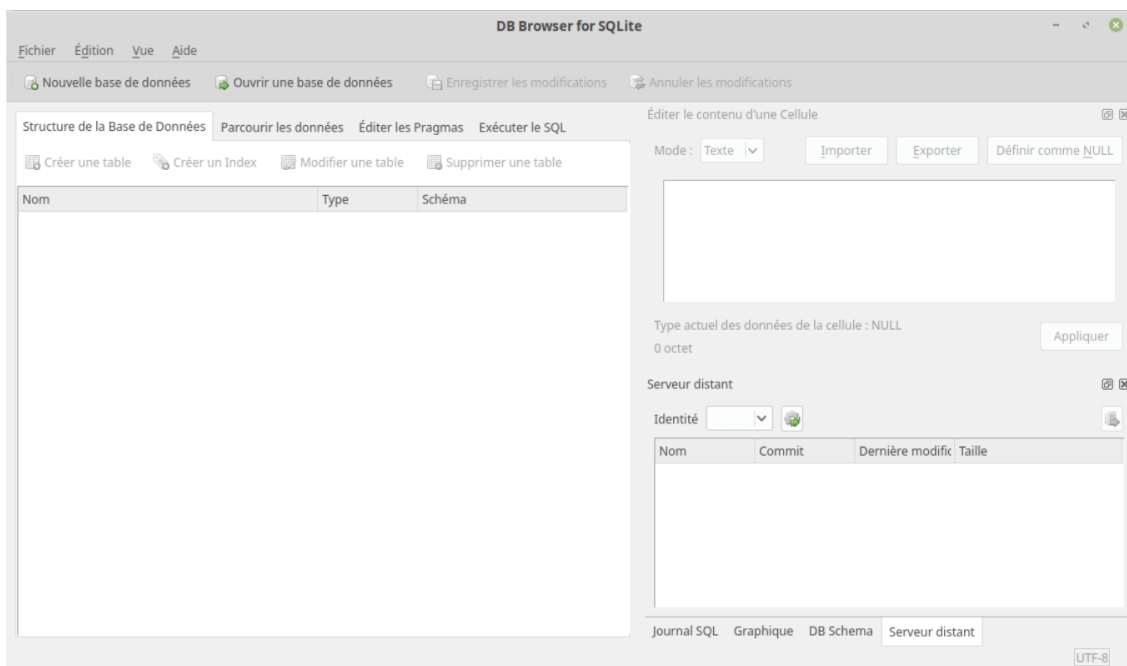 DB Browser for SQLite
Fichier Édition Vue Aide
Nouvelle base de données Ouvrir une base de données Enregistrer les modifications Annuler les modifications
Structure de la Base de Données Parcourir les données Éditer les Pragmas Exécuter le SQL
Créer une table Créer un Index Modifier une table Supprimer une table
Nom Type Schéma
Éditer le contenu d'une Cellule
Mode : Texte Importer Exporter Définir comme NULL
Type actuel des données de la cellule : NULL
0 octet
Appliquer
Serveur distant
Identité
Nom Commit Dernière modific Taille
Journal SQL Graphique DB Schema Serveur distant
UTF-8